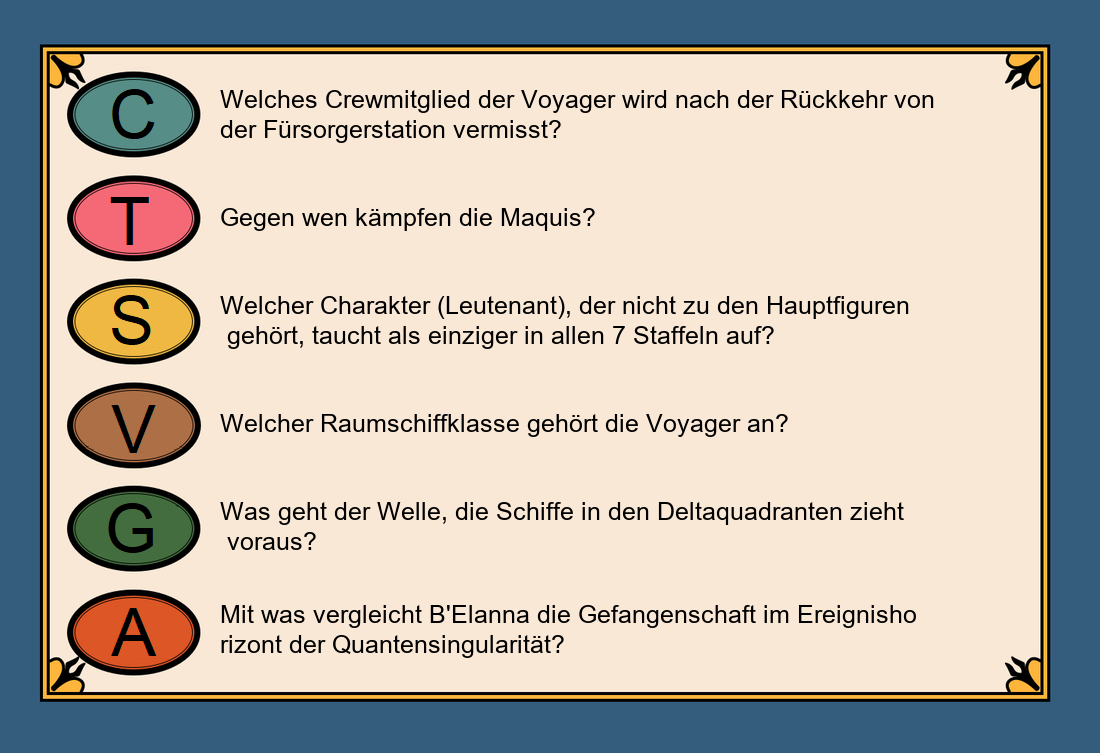 C
Welches Crewmitglied der Voyager wird nach der Rückkehr von
der Fürsorgerstation vermisst?
T
Gegen wen kämpfen die Maquis?
S
Welcher Charakter (Leutenant), der nicht zu den Hauptfiguren
gehört, taucht als einziger in allen 7 Staffeln auf?
V
Welcher Raumschiffklasse gehört die Voyager an?
G
Was geht der Welle, die Schiffe in den Deltaquadranten zieht
voraus?
A
Mit was vergleicht B'Elanna die Gefangenschaft im Ereignisho
rizont der Quantensingularität?